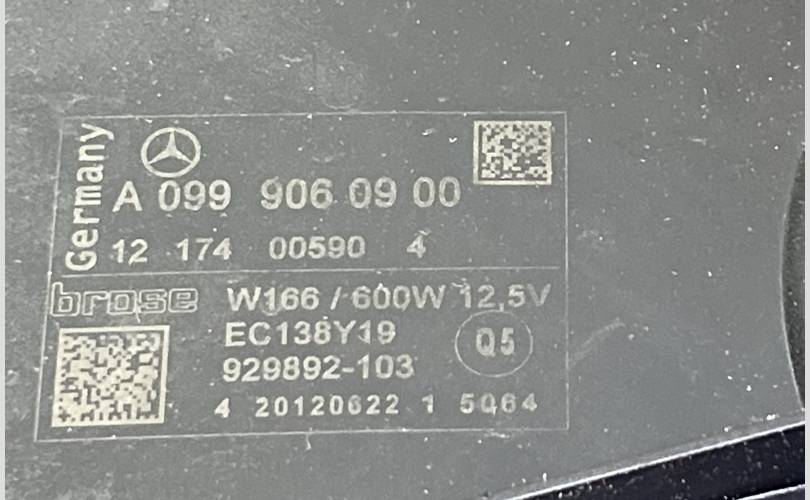 Germany
A 099 906 09 00
12 174 00590 4
brose W166 / 600W 12,5V
EC138Y19
Q5
929892-103
4 20120622 1 5064